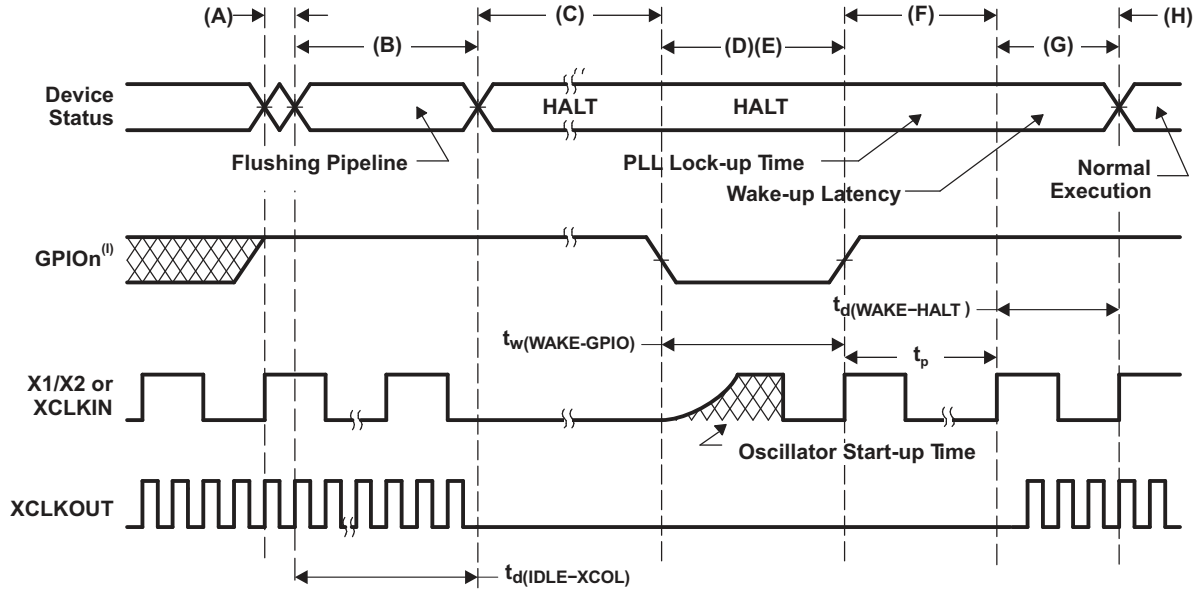 (A)
(B)
(C)
(D)(E)
(F)
(G)
(H)
Device
Status
HALT
HALT
Flushing Pipeline
PLL Lock-up Time
Wake-up Latency
Normal
Execution
GPIOn(I)
td(WAKE−HALT )
tw(WAKE-GPIO)
tp
X1/X2 or
XCLKIN
Oscillator Start-up Time
XCLKOUT
td(IDLE−XCOL)